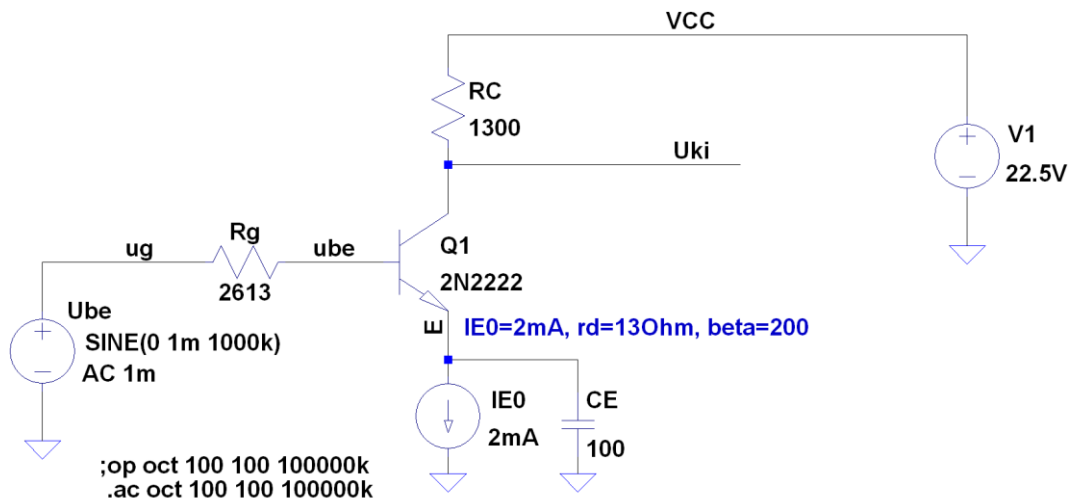 VCC
RC
1300
V1
22.5V
Uki
Rg
ug
ube
2613
Q1
2N2222
Ube
SINE(0 1m 1000k)
AC 1m
E
IE0=2mA, rd=13Ohm, beta=200
IE0
2mA
CE
100
;op oct 100 100 100000k
.ac oct 100 100 100000k